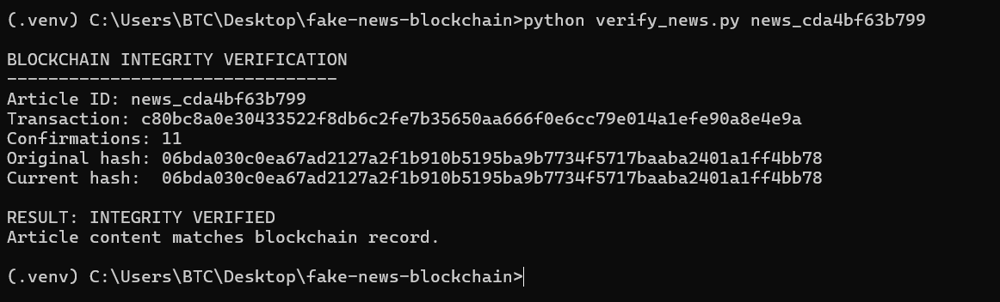 (.venv) C:\Users\BTC\Desktop\fake-news-blockchain>python verify_news.py news_cda4bf63b799
BLOCKCHAIN INTEGRITY VERIFICATION
--------------------------------
Article ID: news_cda4bf63b799
Transaction: c80bc8a0e30433522f8db6c2fe7b35650aa666f0e6cc79e014a1efe90a8e4e9a
Confirmations: 11
Original hash: 06bda030c0ea67ad2127a2f1b910b5195ba9b7734f5717baaba2401a1ff4bb78
Current hash:  06bda030c0ea67ad2127a2f1b910b5195ba9b7734f5717baaba2401a1ff4bb78
RESULT: INTEGRITY VERIFIED
Article content matches blockchain record.
(.venv) C:\Users\BTC\Desktop\fake-news-blockchain>